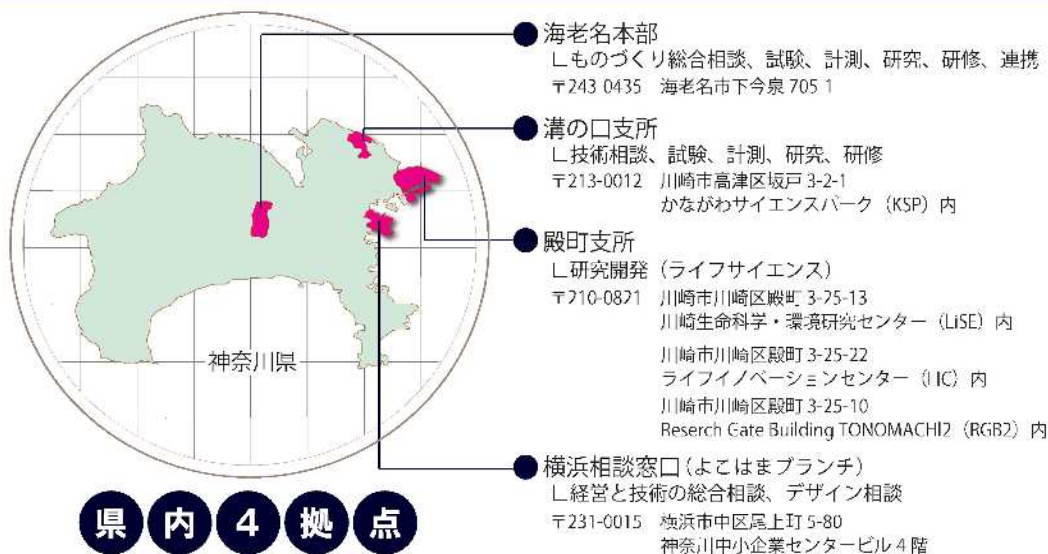 海老名本部
∟ものづくり総合相談、試験、計測、研究、研修、連携
〒243 0435 海老名市下今泉 705 1
溝の口支所
∟技術相談、試験、計測、研究、研修
〒213-0012 川崎市高津区坂戸 3-2-1
かながわサイエンスパーク（KSP）内
殿町支所
∟研究開発（ライフサイエンス）
〒210-0821 川崎市川崎区殿町 3-25-13
川崎生命科学・環境研究センター（LiSE）内
川崎市川崎区殿町 3-25-22
ライフイノベーションセンター（LIC）内
川崎市川崎区殿町 3-25-10
Reserch Gate Building TONOMACHI2（RGB2）内
横浜相談窓口（よこはまブランチ）
∟経営と技術の総合相談、デザイン相談
〒231-0015 横浜市中区尾上町 5-80
神奈川中小企業センタービル 4 階
神奈川県
県内4拠点